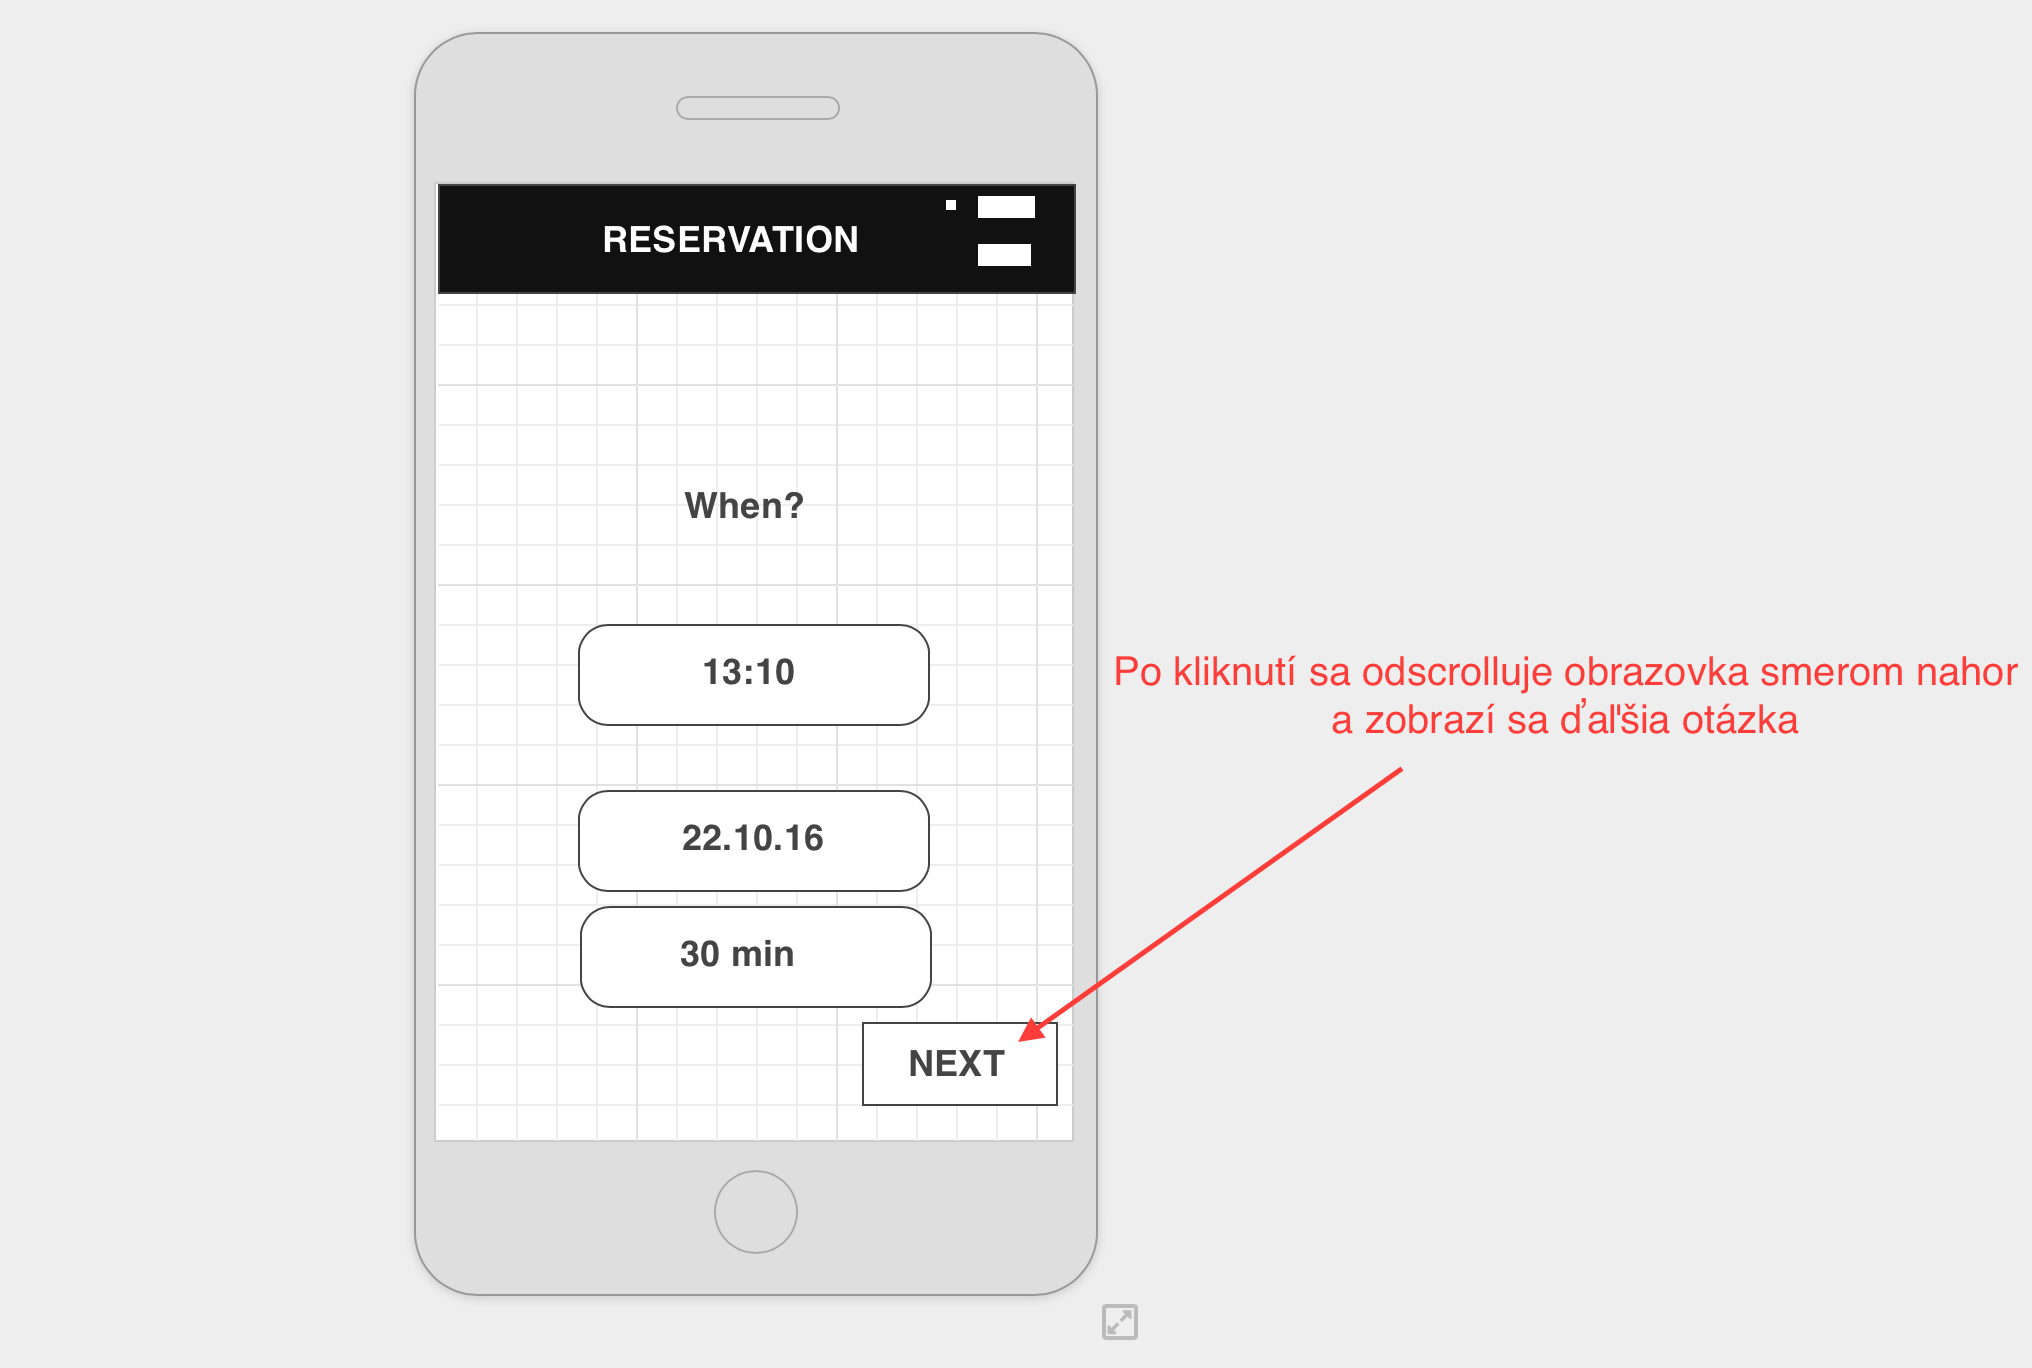 RESERVATION
When?
13:10
22.10.16
30 min
NEXT
Po kliknutí sa odscrolluje obrazovka smerom nahor
a zobrazí sa ďaľšia otázka